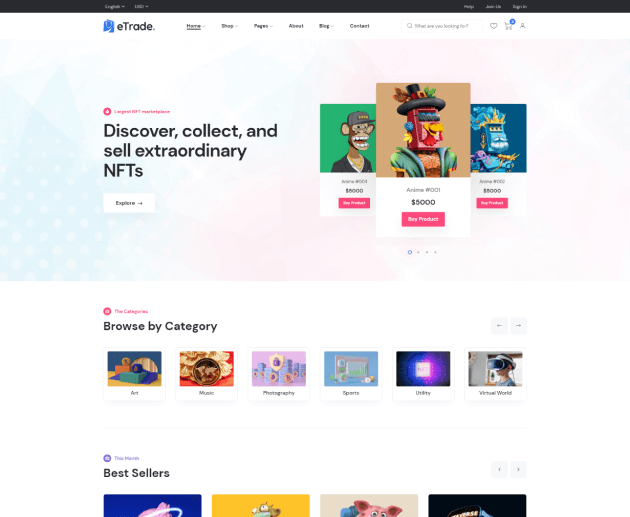 English
USD
Help
Join Us
Sign in
eTrade.
Home
Shop
Pages
About
Blog
Contact
What are you looking for?
Largest NFT marketplace
Discover, collect, and
sell extraordinary
NFTs
Explore →
Anime #004
$5000
Buy Product
Anime #001
$5000
Buy Product
Anime #002
$5000
Buy Product
The Categories
Browse by Category
Art
Music
Photography
Sports
Utility
Virtual World
This Month
Best Sellers